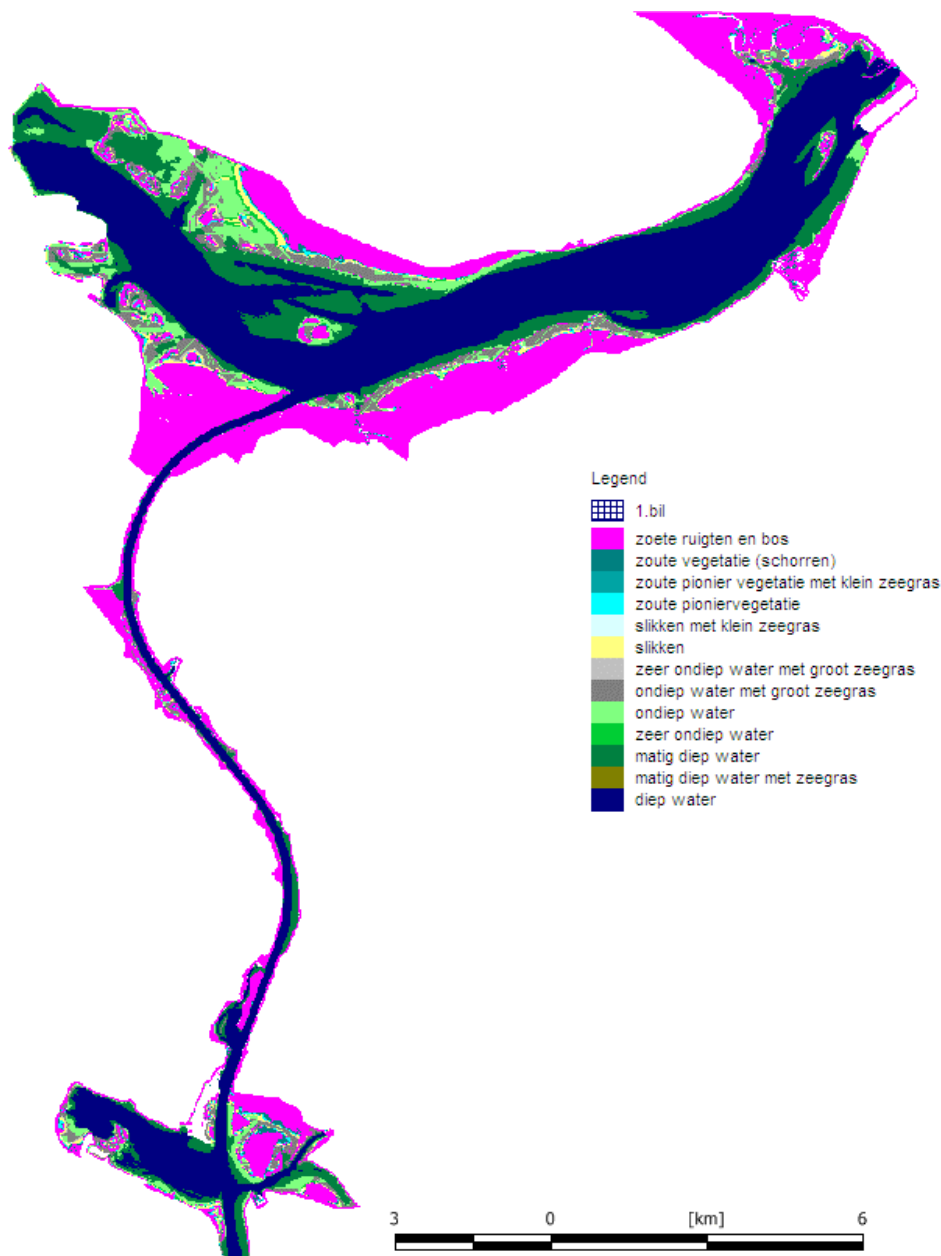 Legend
1.bil
zoete ruigten en bos
zoute vegetatie (schorren)
zoute pionier vegetatie met klein zeegras
zoute pioniervegetatie
slikken met klein zeegras
slikken
zeer ondiep water met groot zeegras
ondiep water met groot zeegras
ondiep water
zeer ondiep water
matig diep water
matig diep water met zeegras
diep water
3 0 [km] 6